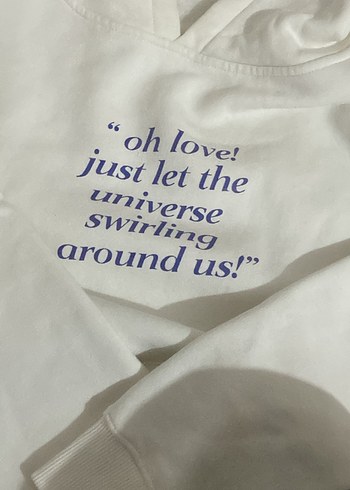 “ oh love!
just let the
universe
swirling
around us!”